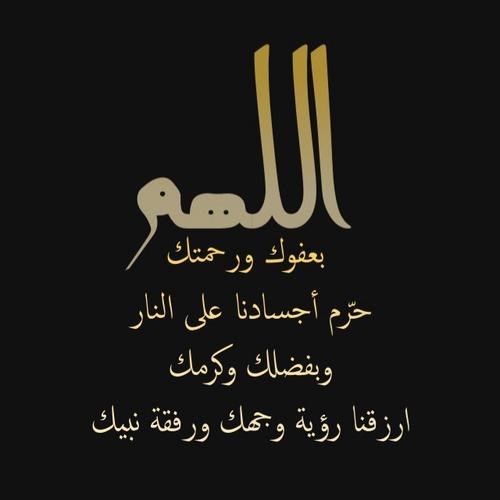 اللهم
بعفوك ورحمتك
حرّم أجسادنا على النار
وبفضلك وكرمك
ارزقنا رؤية وجهك ورفقة نبيك